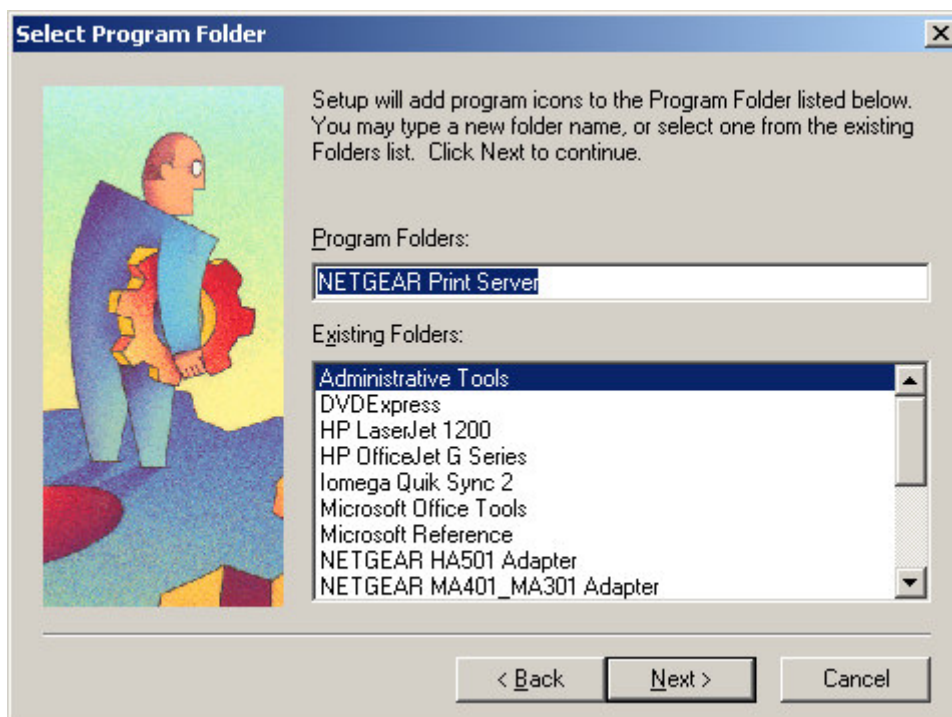 Select Program Folder
Setup will add program icons to the Program Folder listed below.
You may type a new folder name, or select one from the existing
Folders list.  Click Next to continue.
Program Folders:
NETGEAR Print Server
Existing Folders:
Administrative Tools
DVDExpress
HP LaserJet 1200
HP OfficeJet G Series
Iomega Quik Sync 2
Microsoft Office Tools
Microsoft Reference
NETGEAR HA501 Adapter
NETGEAR MA401_MA301 Adapter
< Back
Next >
Cancel